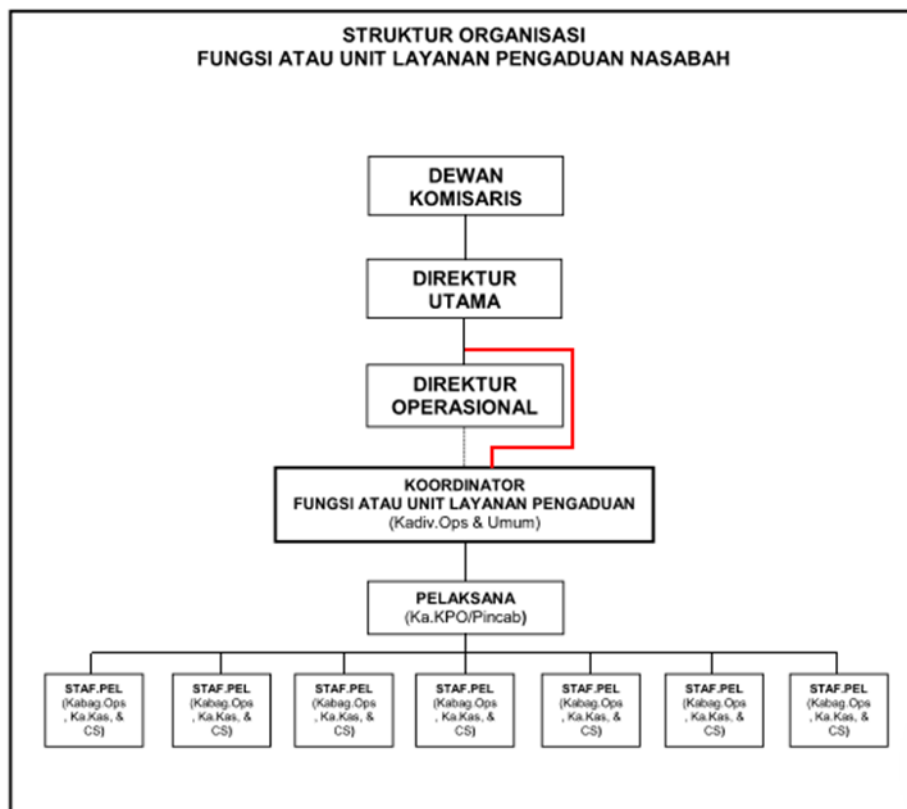 STRUKTUR ORGANISASI
FUNGSI ATAU UNIT LAYANAN PENGADUAN NASABAH
DEWAN
KOMISARIS
DIREKTUR
UTAMA
DIREKTUR
OPERASIONAL
KOORDINATOR
FUNGSI ATAU UNIT LAYANAN PENGADUAN
(Kadiv.Ops & Umum)
PELAKSANA
(Ka.KPO/Pincab)
STAF.PEL
(Kabag.Ops
, Ka.Kas, &
CS)
STAF.PEL
(Kabag.Ops
, Ka.Kas, &
CS)
STAF.PEL
(Kabag.Ops
, Ka.Kas, &
CS)
STAF.PEL
(Kabag.Ops
, Ka.Kas, &
CS)
STAF.PEL
(Kabag.Ops
, Ka.Kas, &
CS)
STAF.PEL
(Kabag.Ops
, Ka.Kas, &
CS)
STAF.PEL
(Kabag.Ops
, Ka.Kas, &
CS)